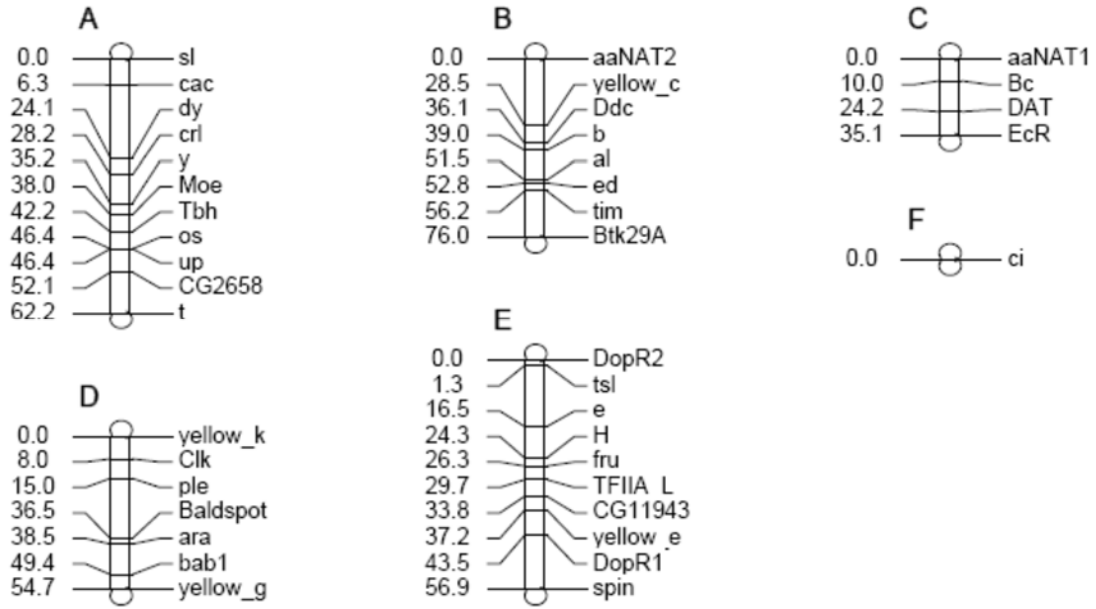 A
0.0 sl
6.3 cac
24.1 dy
28.2 crl
35.2 y
38.0 Moe
42.2 Tbh
46.4 os
46.4 up
52.1 CG2658
62.2 t
B
0.0 aaNAT2
28.5 yellow_c
36.1 Ddc
39.0 b
51.5 al
52.8 ed
56.2 tim
76.0 Btk29A
C
0.0 aaNAT1
10.0 Bc
24.2 DAT
35.1 EcR
F
0.0 ci
D
0.0 yellow_k
8.0 Clk
15.0 ple
36.5 Baldspot
38.5 ara
49.4 bab1
54.7 yellow_g
E
0.0 DopR2
1.3 tsl
16.5 e
24.3 H
26.3 fru
29.7 TFIIA_L
33.8 CG11943
37.2 yellow_e
43.5 DopR1
56.9 spin